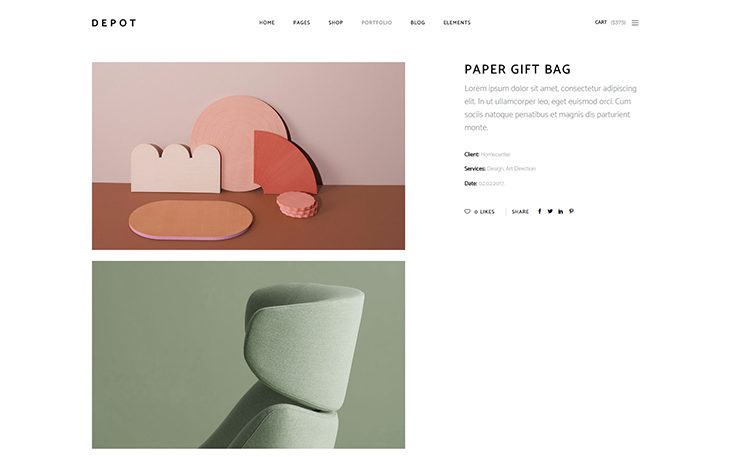 DEPOT
HOME PAGES SHOP PORTFOLIO BLOG ELEMENTS
CART ($375)
PAPER GIFT BAG
Lorem ipsum dolor sit amet, consectetur adipiscing
elit. In ut ullamcorper leo, eget euismod orci. Cum
sociis natoque penatibus et magnis dis parturient
monte.
Client: Homecenter
Services: Design, Art Direction
Date: 02.02.2017.
0 LIKES SHARE